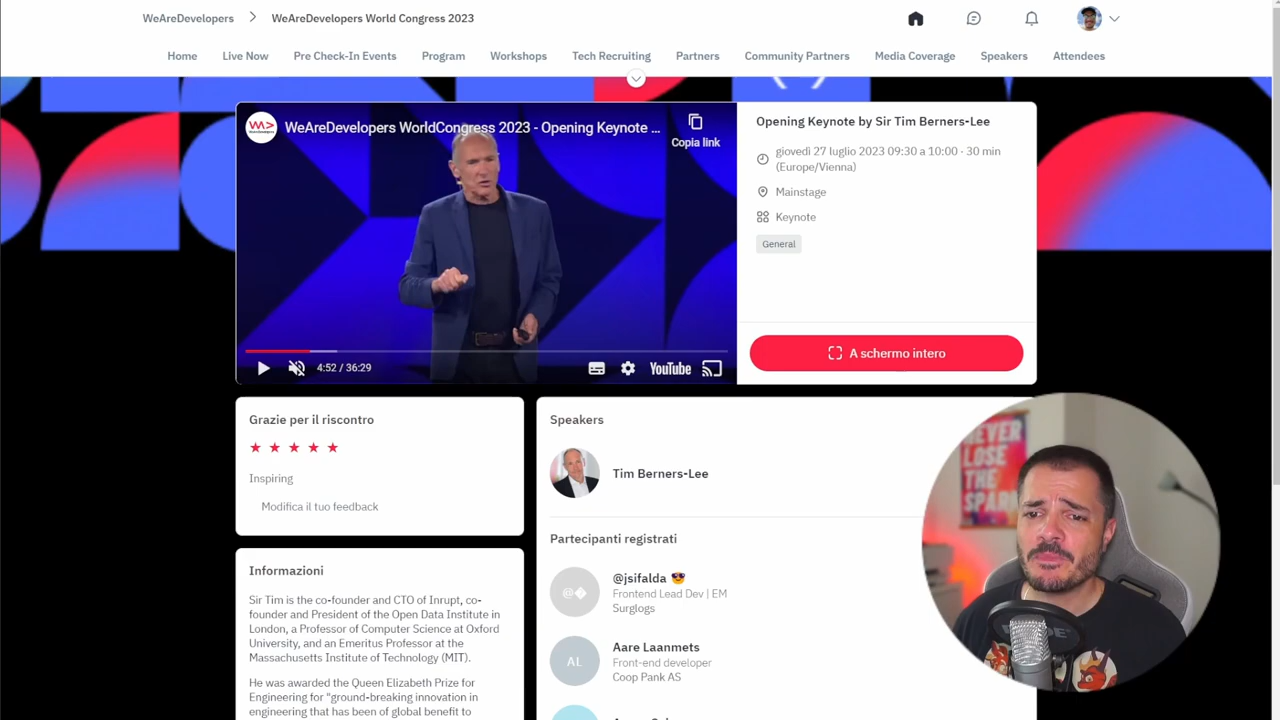 WeAreDevelopers > WeAreDevelopers World Congress 2023
Home Live Now Pre Check-In Events Program Workshops Tech Recruiting Partners Community Partners Media Coverage Speakers Attendees
WeAreDevelopers WorldCongress 2023 - Opening Keynote ...
Copia link
4:52 / 36:29
YouTube
Opening Keynote by Sir Tim Berners-Lee
giovedì 27 luglio 2023 09:30 a 10:00 · 30 min
(Europe/Vienna)
Mainstage
Keynote
General
A schermo intero
Grazie per il riscontro
Inspiring
Modifica il tuo feedback
Informazioni
Sir Tim is the co-founder and CTO of Inrupt, co-
founder and President of the Open Data Institute in
London, a Professor of Computer Science at Oxford
University, and an Emeritus Professor at the
Massachusetts Institute of Technology (MIT).
He was awarded the Queen Elizabeth Prize for
Engineering for "ground-breaking innovation in
engineering that has been of global benefit to
Speakers
Tim Berners-Lee
Partecipanti registrati
@jsifalda 😎
Frontend Lead Dev | EM
Surglogs
AL
Aare Laanmets
Front-end developer
Coop Pank AS
NEVER
LOSE
THE
SPARK